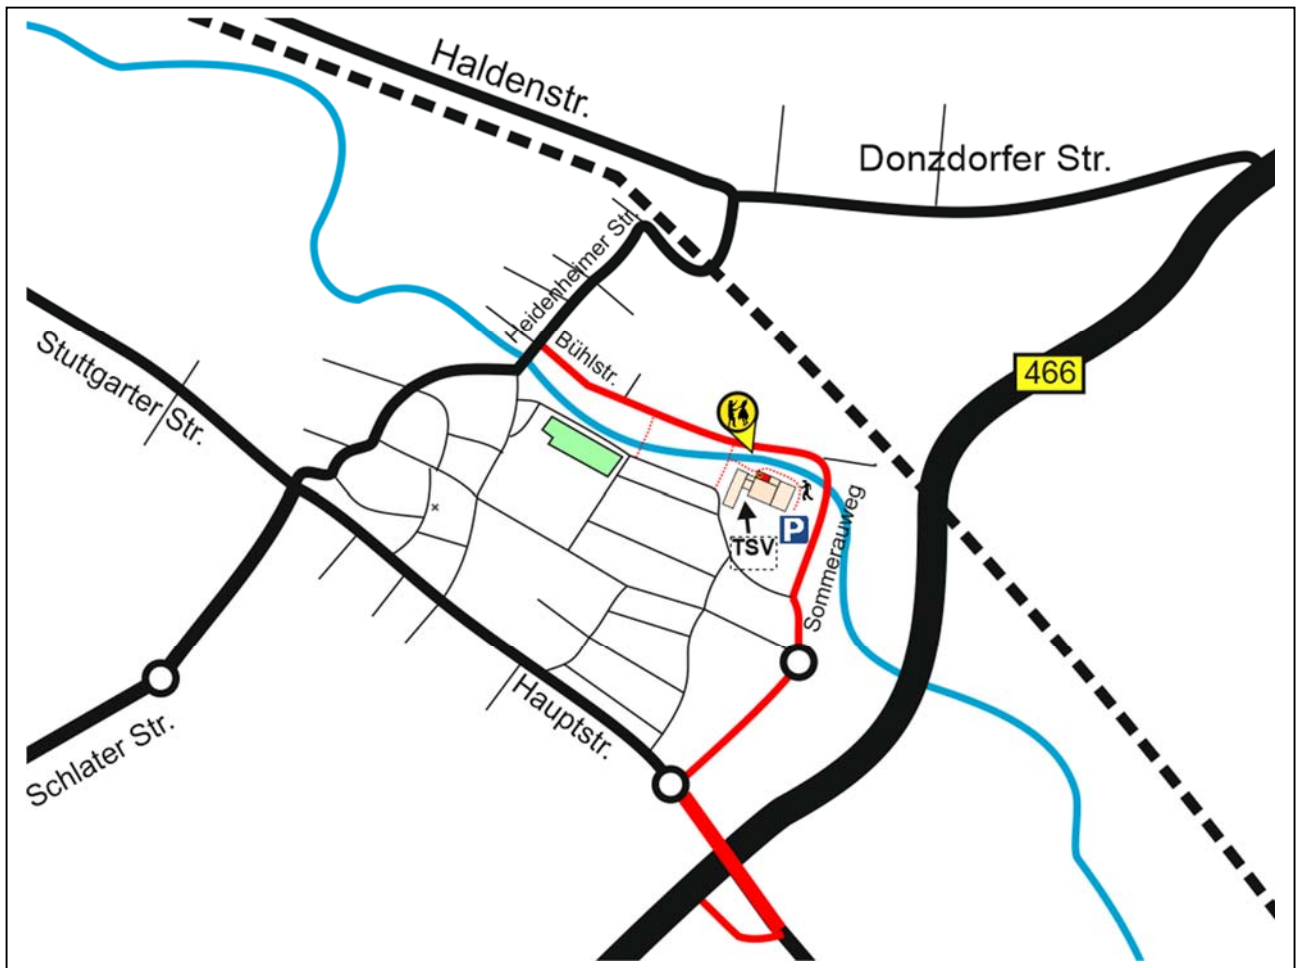 Haldenstr.
Donzdorfer Str.
Heidenheimer Str.
Bühlstr.
Stuttgarter Str.
466
Sommerauweg
P
TSV
Hauptstr.
Schlater Str.